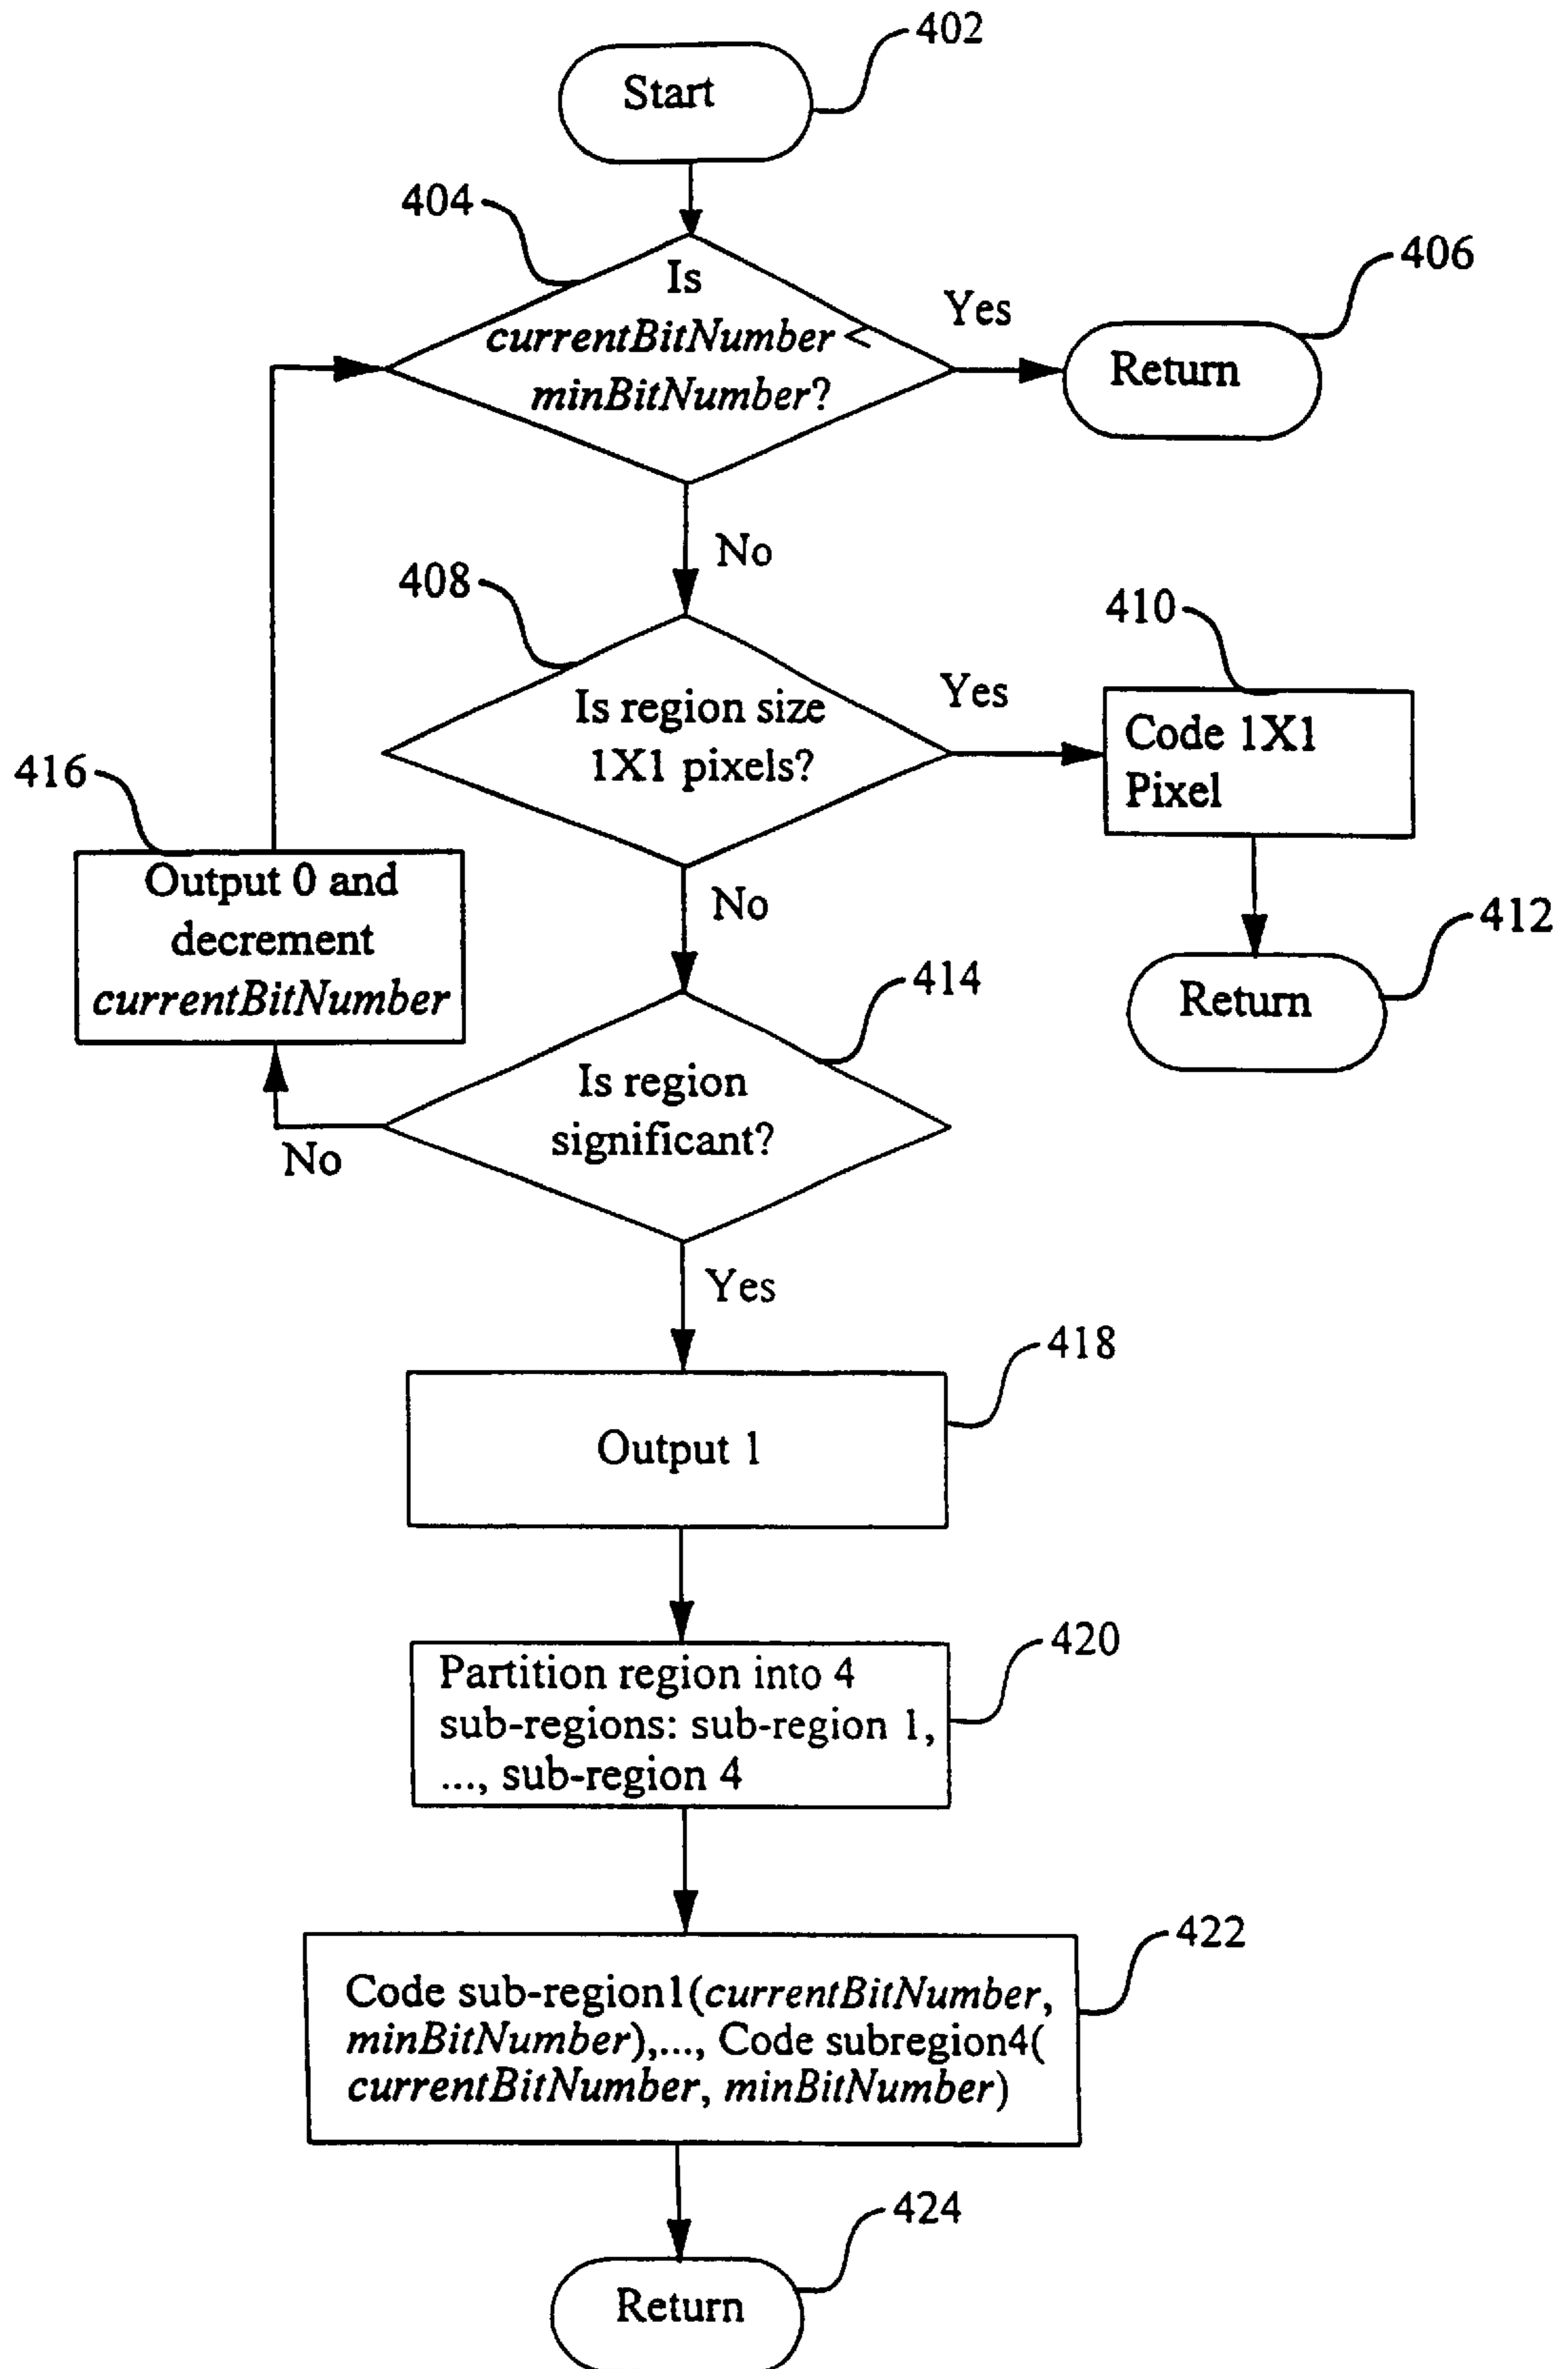 402
Start
404
Is
currentBitNumber <
minBitNumber?
Yes
406
Return
No
408
Is region size
1X1 pixels?
Yes
410
Code 1X1
Pixel
412
Return
416
Output 0 and
decrement
currentBitNumber
No
414
Is region
significant?
No
Yes
418
Output 1
420
Partition region into 4
sub-regions: sub-region 1,
..., sub-region 4
422
Code sub-region1(currentBitNumber,
minBitNumber),..., Code subregion4(
currentBitNumber, minBitNumber)
424
Return